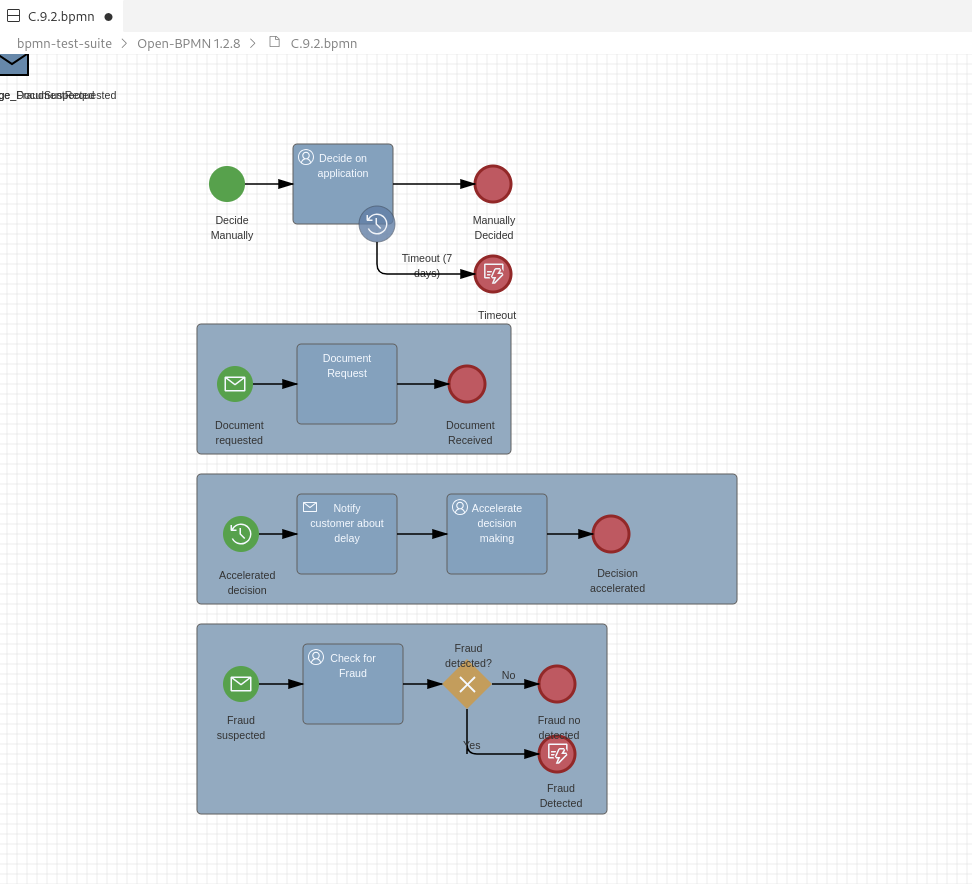 C.9.2.bpmn
bpmn-test-suite
Open-BPMN 1.2.8
C.9.2.bpmn
Decide on
application
Decide
Manually
Manually
Decided
Timeout (7
days)
Timeout
Document
Request
Document
requested
Document
Received
Notify
customer about
delay
Accelerate
decision
making
Accelerated
decision
Decision
accelerated
Fraud
detected?
Check for
Fraud
No
Fraud
suspected
Fraud no
detected
Yes
Fraud
Detected